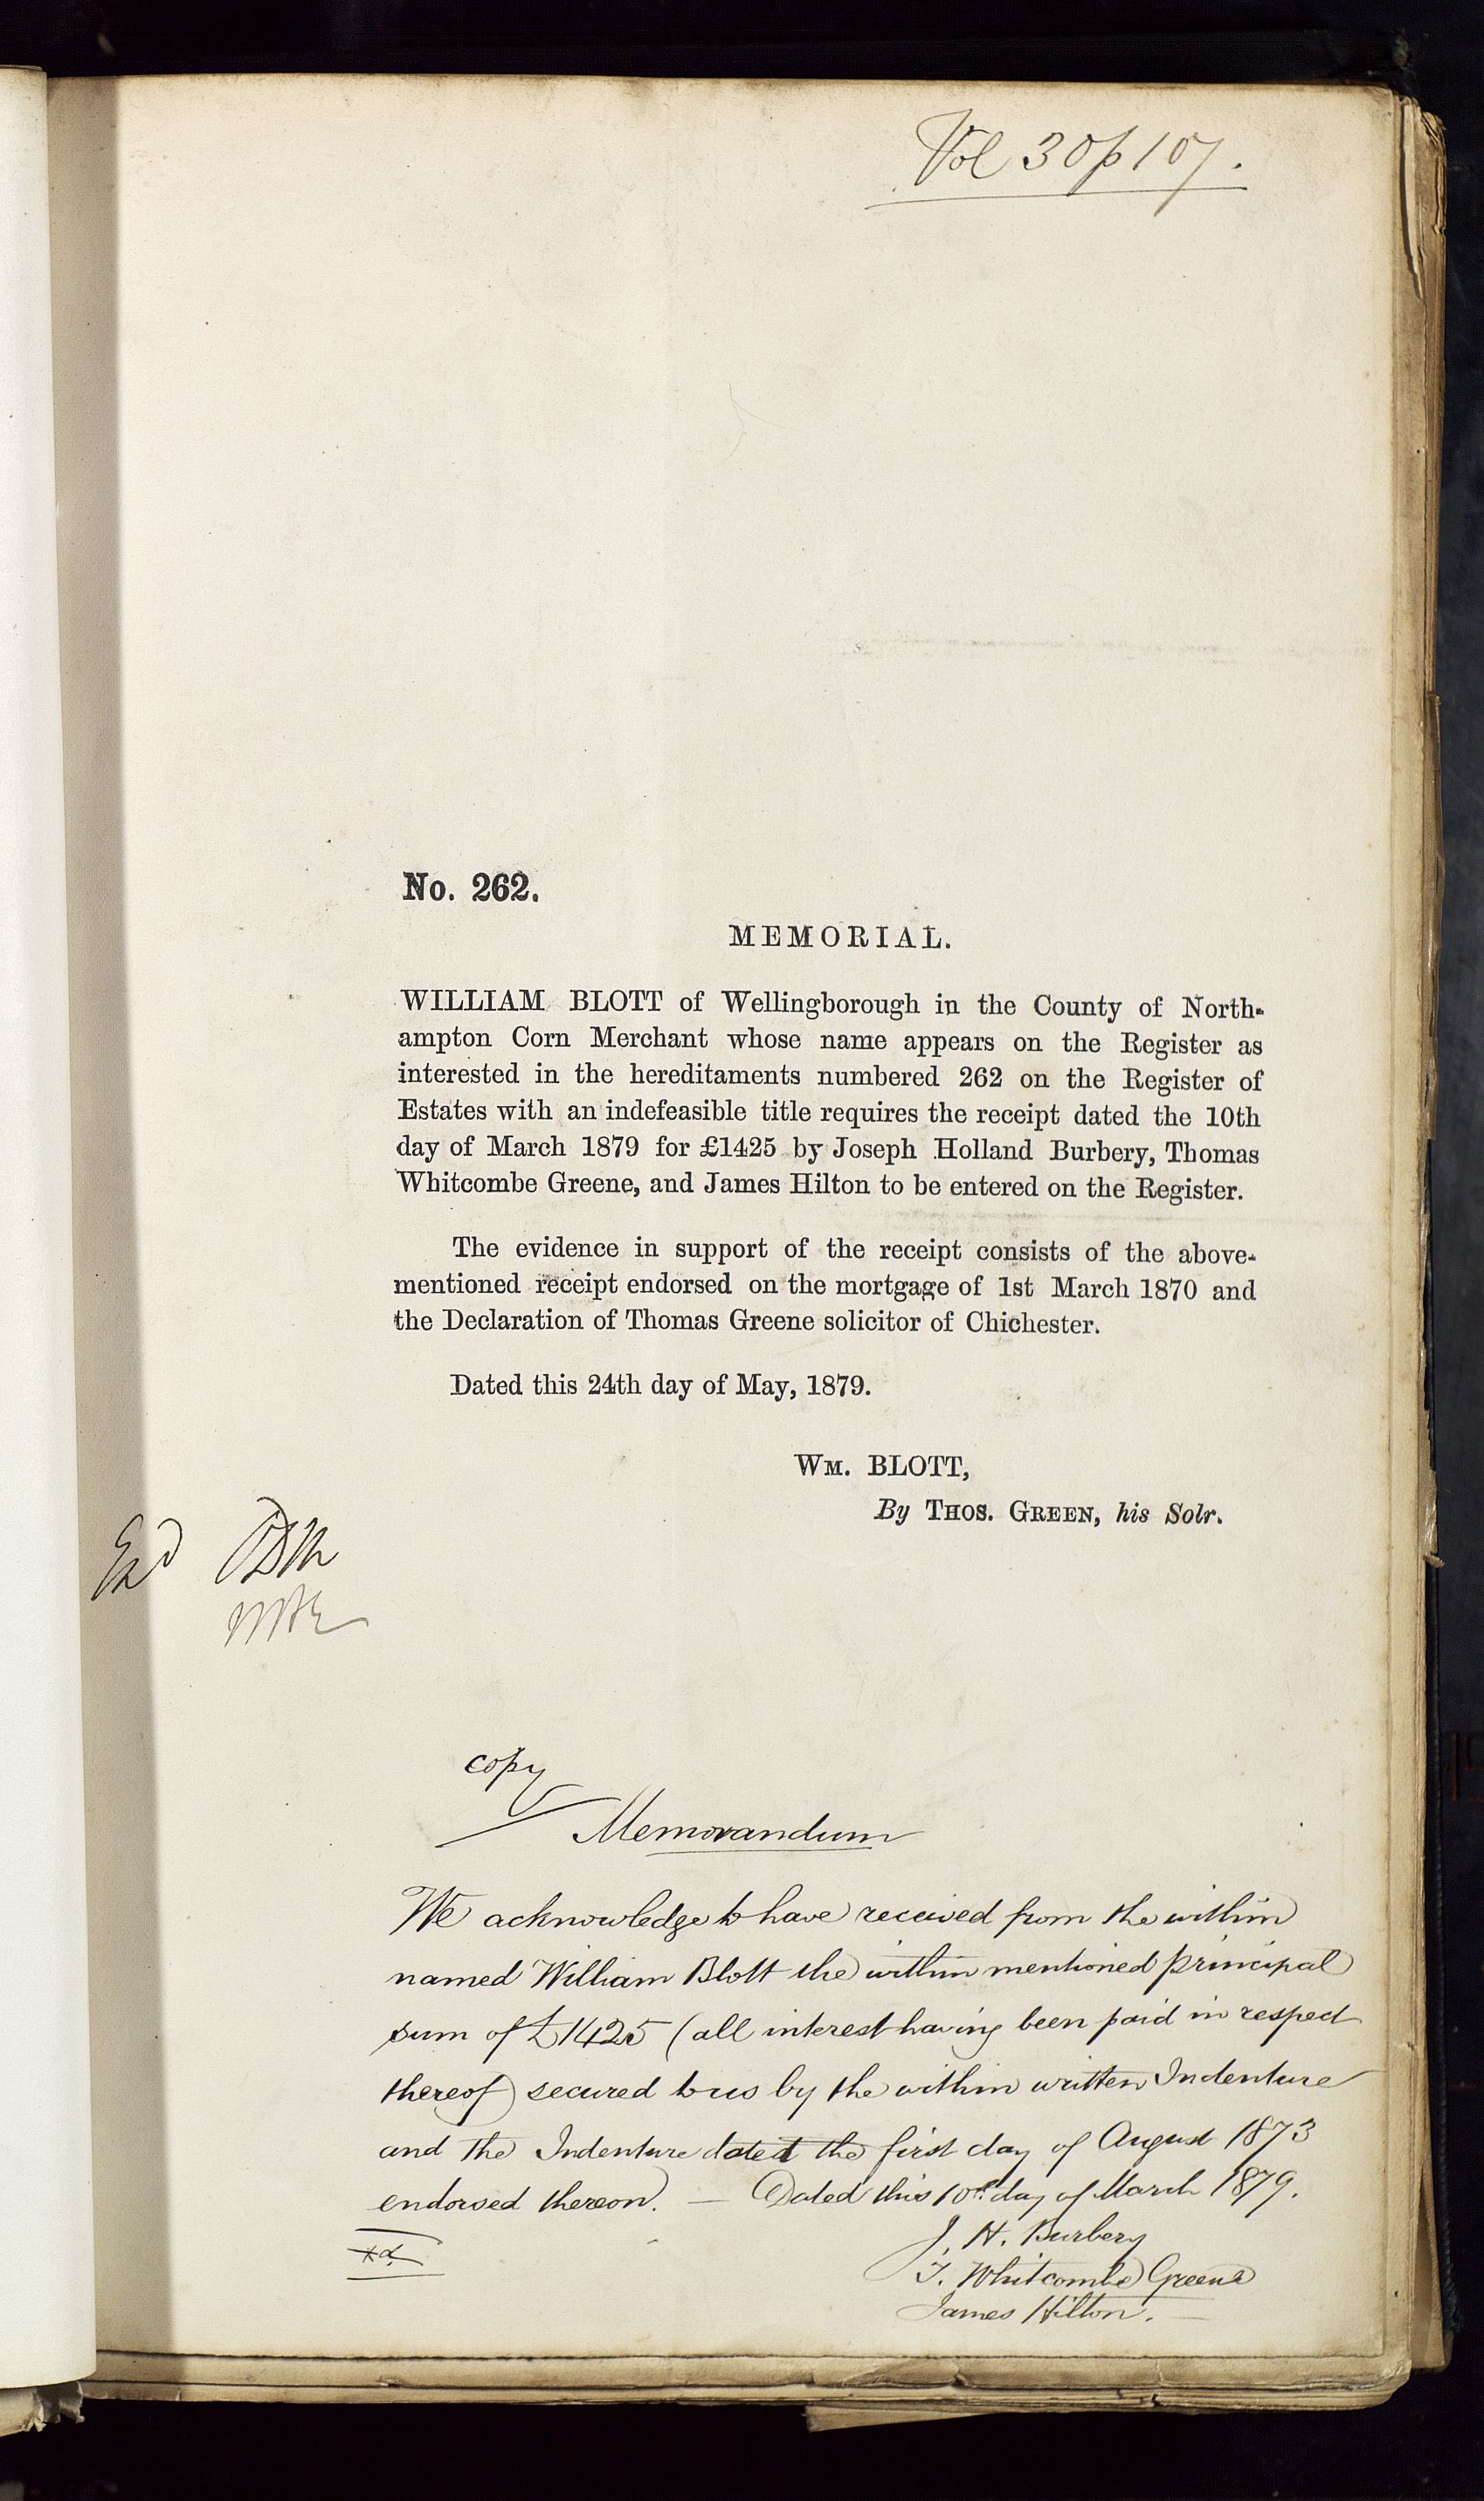 Vol 30 p 107.
No. 262.
MEMORIAL.
WILLIAM BLOTT of Wellingborough in the County of North-
ampton Corn Merchant whose name appears on the Register as
interested in the hereditaments numbered 262 on the Register of
Estates with an indefeasible title requires the receipt dated the 10th
day of March 1879 for £1425 by Joseph Holland Burbery, Thomas
Whitcombe Greene, and James Hilton to be entered on the Register.
The evidence in support of the receipt consists of the above-
mentioned receipt endorsed on the mortgage of 1st March 1870 and
the Declaration of Thomas Greene solicitor of Chichester.
Dated this 24th day of May, 1879.
WM. BLOTT,
By THOS. GREEN, his Solr.
copy
Memorandum
We acknowledge to have received from the within
named William Blott the within mentioned principal
sum of £1425 (all interest having been paid in respect
thereof) secured to us by the within written Indenture
and the Indenture dated the first day of August 1873
endorsed thereon. — Dated this 10th day of March 1879.
J. H. Burbery
T. Whitcombe Greene
James Hilton.